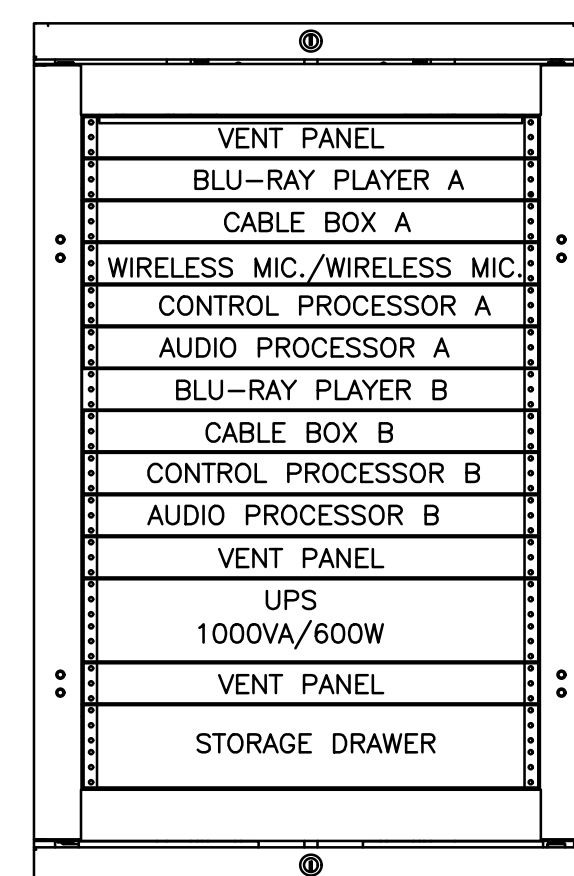 VENT PANEL
BLU-RAY PLAYER A
CABLE BOX A
WIRELESS MIC./WIRELESS MIC.
CONTROL PROCESSOR A
AUDIO PROCESSOR A
BLU-RAY PLAYER B
CABLE BOX B
CONTROL PROCESSOR B
AUDIO PROCESSOR B
VENT PANEL
UPS
1000VA/600W
VENT PANEL
STORAGE DRAWER